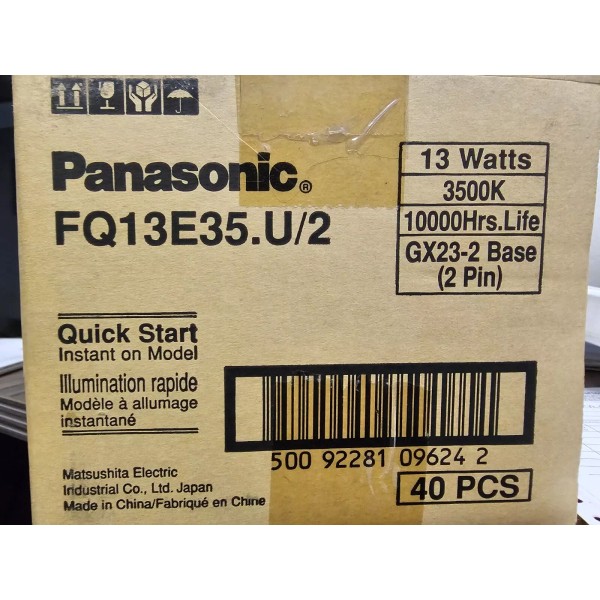 Panasonic®
FQ13E35.U/2
13 Watts
3500K
10000Hrs.Life
GX23-2 Base
(2 Pin)
Quick Start
Instant on Model
Illumination rapide
Modèle à allumage
instantané
500 92281 09624 2
Matsushita Electric
Industrial Co., Ltd. Japan
Made in China/Fabriqué en Chine
40 PCS